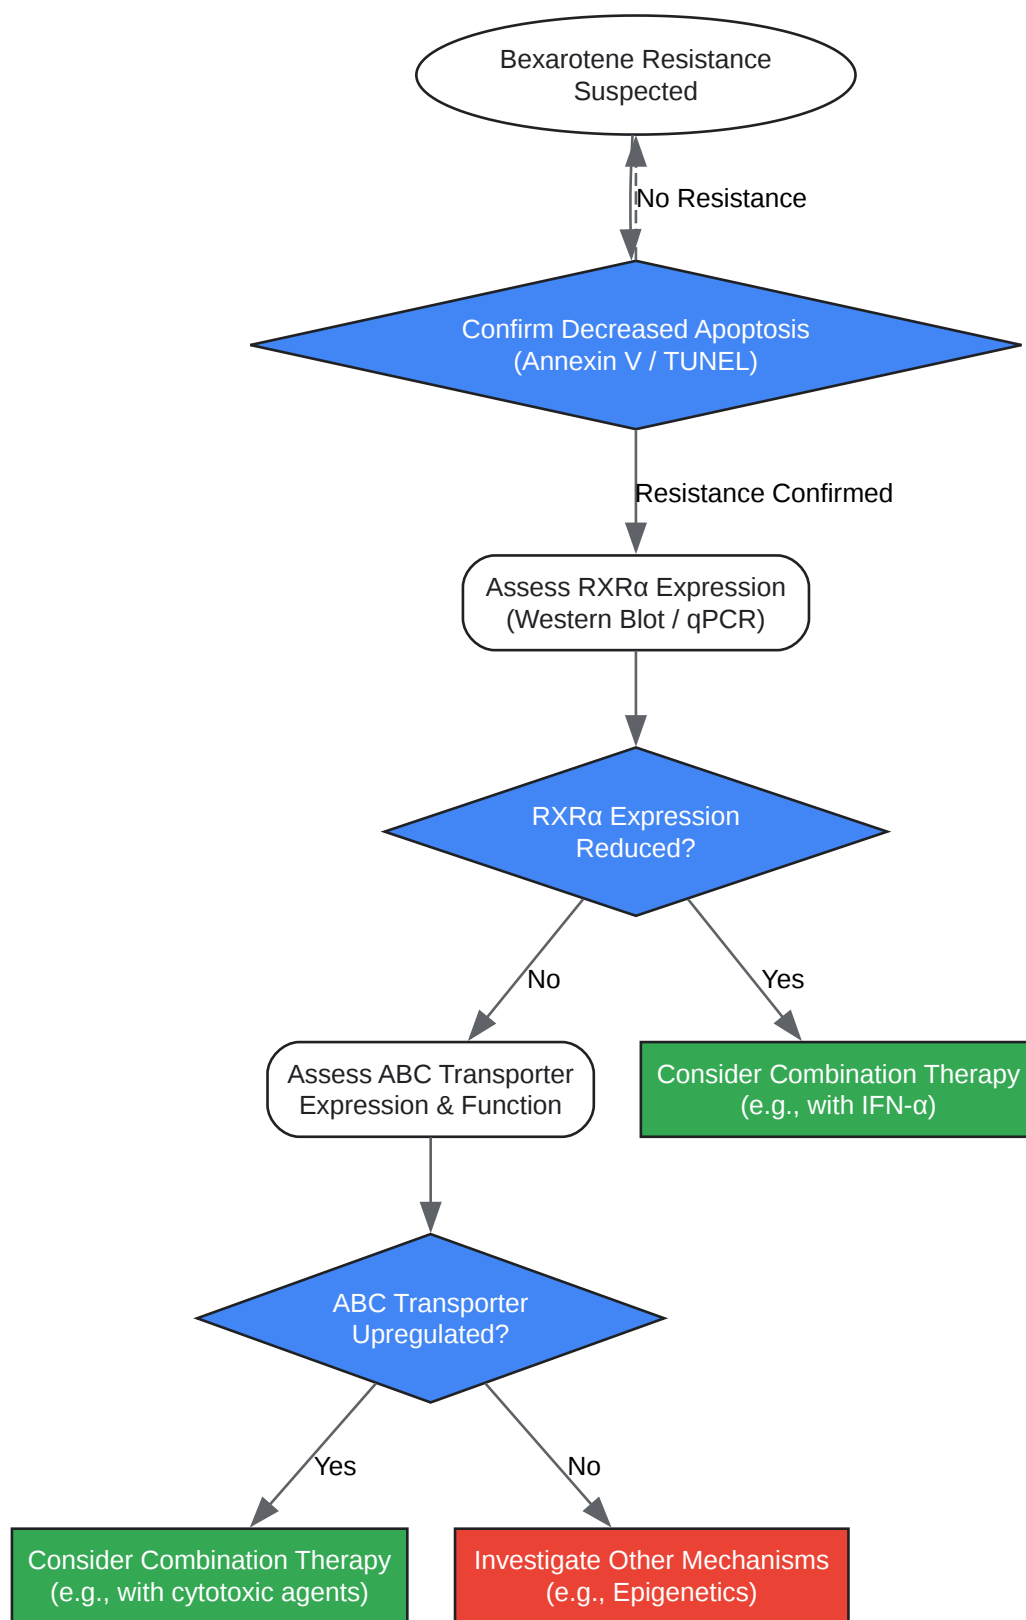 Bexarotene Resistance
Suspected
No Resistance
Confirm Decreased Apoptosis
(Annexin V / TUNEL)
Resistance Confirmed
Assess RXRα Expression
(Western Blot / qPCR)
RXRα Expression
Reduced?
No
Yes
Assess ABC Transporter
Expression & Function
Consider Combination Therapy
(e.g., with IFN-α)
ABC Transporter
Upregulated?
Yes
No
Consider Combination Therapy
(e.g., with cytotoxic agents)
Investigate Other Mechanisms
(e.g., Epigenetics)